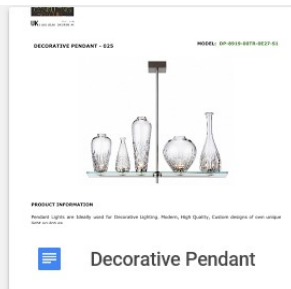 UK
DECORATIVE PENDANT - 025
MODEL:
PRODUCT INFORMATION
Pendant Lights are Ideally used for Decorative Lighting. Modern, High Quality, Custom designs of own unique
Decorative Pendant